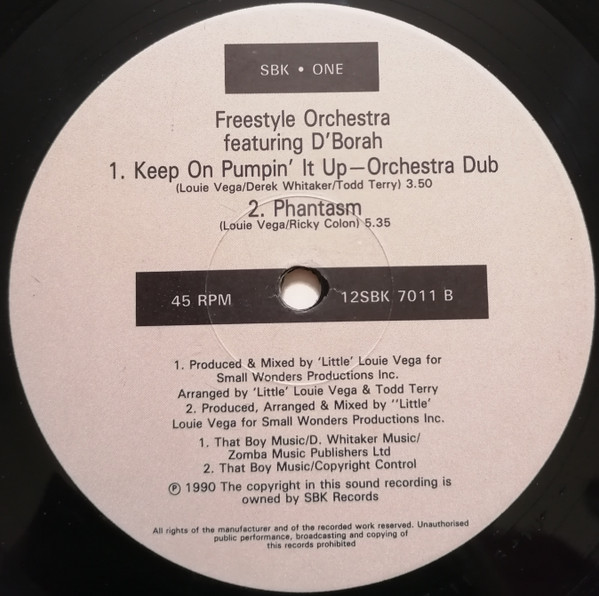 SBK • ONE
Freestyle Orchestra
featuring D'Borah
1. Keep On Pumpin' It Up—Orchestra Dub
(Louie Vega/Derek Whitaker/Todd Terry) 3.50
2. Phantasm
(Louie Vega/Ricky Colon) 5.35
45 RPM 12SBK 7011 B
1. Produced & Mixed by 'Little' Louie Vega for
Small Wonders Productions Inc.
Arranged by 'Little' Louie Vega & Todd Terry
2. Produced, Arranged & Mixed by "Little'
Louie Vega for Small Wonders Productions Inc.
1. That Boy Music/D. Whitaker Music/
Zomba Music Publishers Ltd
2. That Boy Music/Copyright Control
Ⓟ 1990 The copyright in this sound recording is
owned by SBK Records
All rights of the manufacturer and of the recorded work reserved. Unauthorised
public performance, broadcasting and copying of
this records prohibited